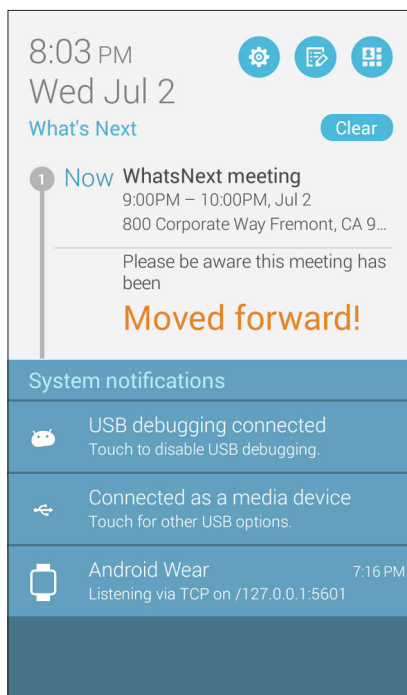 8:03 PM
Wed Jul 2
What's Next
Clear
1
Now
WhatsNext meeting
9:00PM – 10:00PM, Jul 2
800 Corporate Way Fremont, CA 9...
Please be aware this meeting has
been
Moved forward!
System notifications
USB debugging connected
Touch to disable USB debugging.
Connected as a media device
Touch for other USB options.
Android Wear
7:16 PM
Listening via TCP on /127.0.0.1:5601